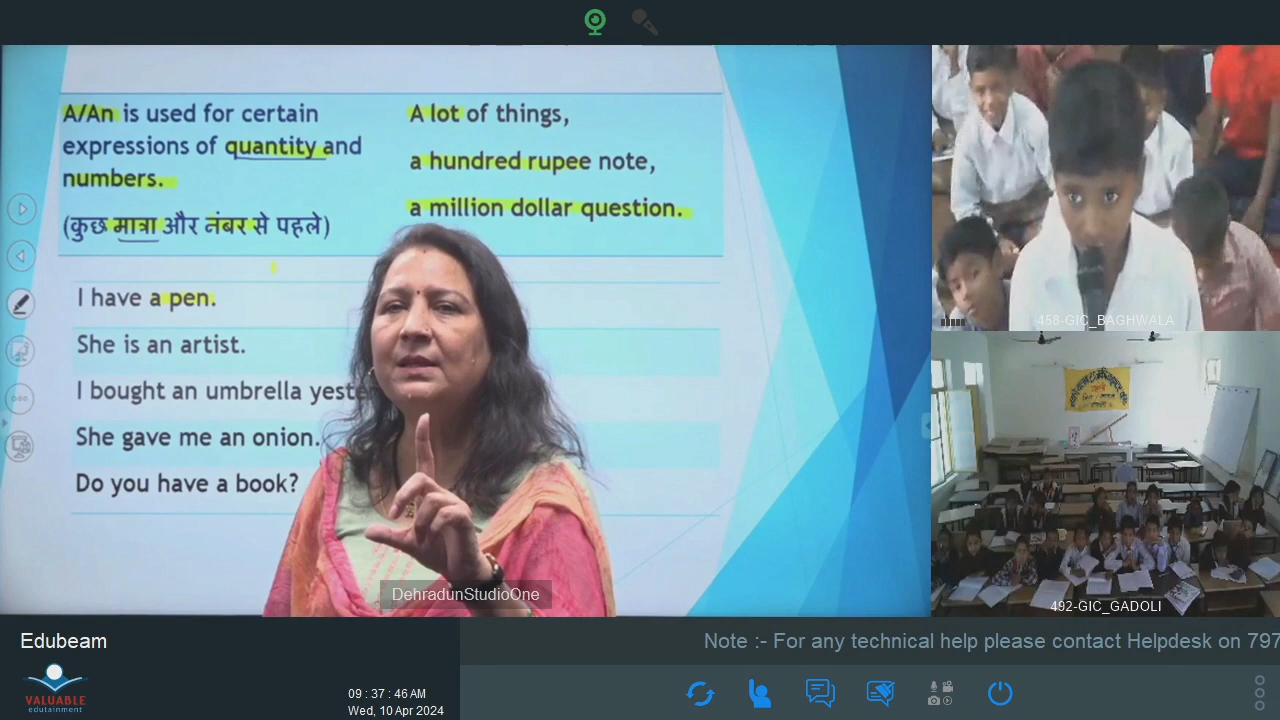 A/An is used for certain
expressions of quantity and
numbers.
(कुछ मात्रा और नंबर से पहले)
A lot of things,
a hundred rupee note,
a million dollar question.
I have a pen.
She is an artist.
I bought an umbrella yeste
She gave me an onion.
Do you have a book?
DehradunStudioOne
458-GIC_BAGHWALA
492-GIC_GADOLI
Edubeam
Note :- For any technical help please contact Helpdesk on 797
VALUABLE
edutainment
09 : 37 : 46 AM
Wed, 10 Apr 2024